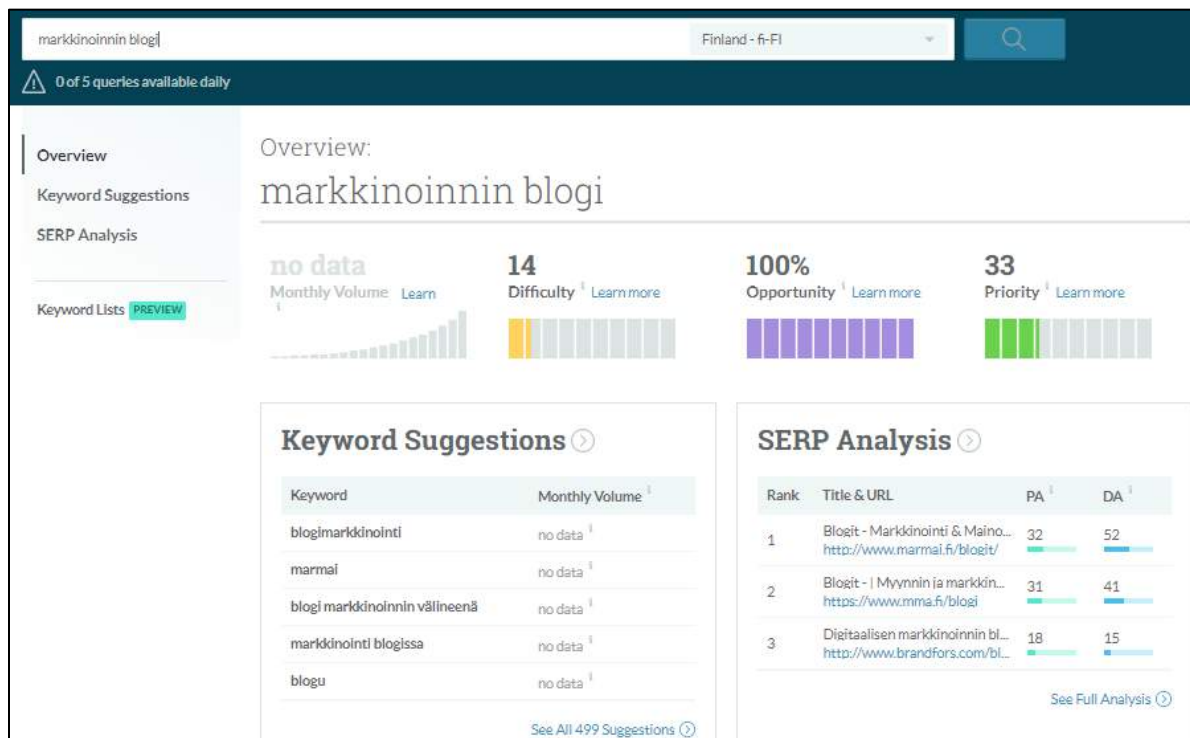 markkinoinnin blogi
Finland - fi-FI
0 of 5 queries available daily
Overview
Keyword Suggestions
SERP Analysis
Keyword Lists PREVIEW
Overview:
markkinoinnin blogi
no data
Monthly Volume Learn
14
Difficulty Learn more
100%
Opportunity Learn more
33
Priority Learn more
Keyword Suggestions
Keyword Monthly Volume
blogimarkkinointi no data
marmai no data
blogi markkinoinnin välineenä no data
markkinointi blogissa no data
blogu no data
See All 499 Suggestions
SERP Analysis
Rank Title & URL PA DA
1 Blogit - Markkinointi & Maino... 32 52
http://www.marmai.fi/blogit/
2 Blogit - | Myynnin ja markkin... 31 41
https://www.mma.fi/blogi
3 Digitaalisen markkinoinnin bl... 18 15
http://www.brandfors.com/bl...
See Full Analysis